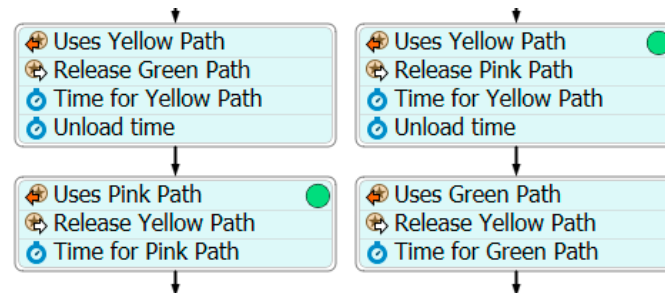 Uses Yellow Path
Release Green Path
Time for Yellow Path
Unload time
Uses Yellow Path
Release Pink Path
Time for Yellow Path
Unload time
Uses Pink Path
Release Yellow Path
Time for Pink Path
Uses Green Path
Release Yellow Path
Time for Green Path